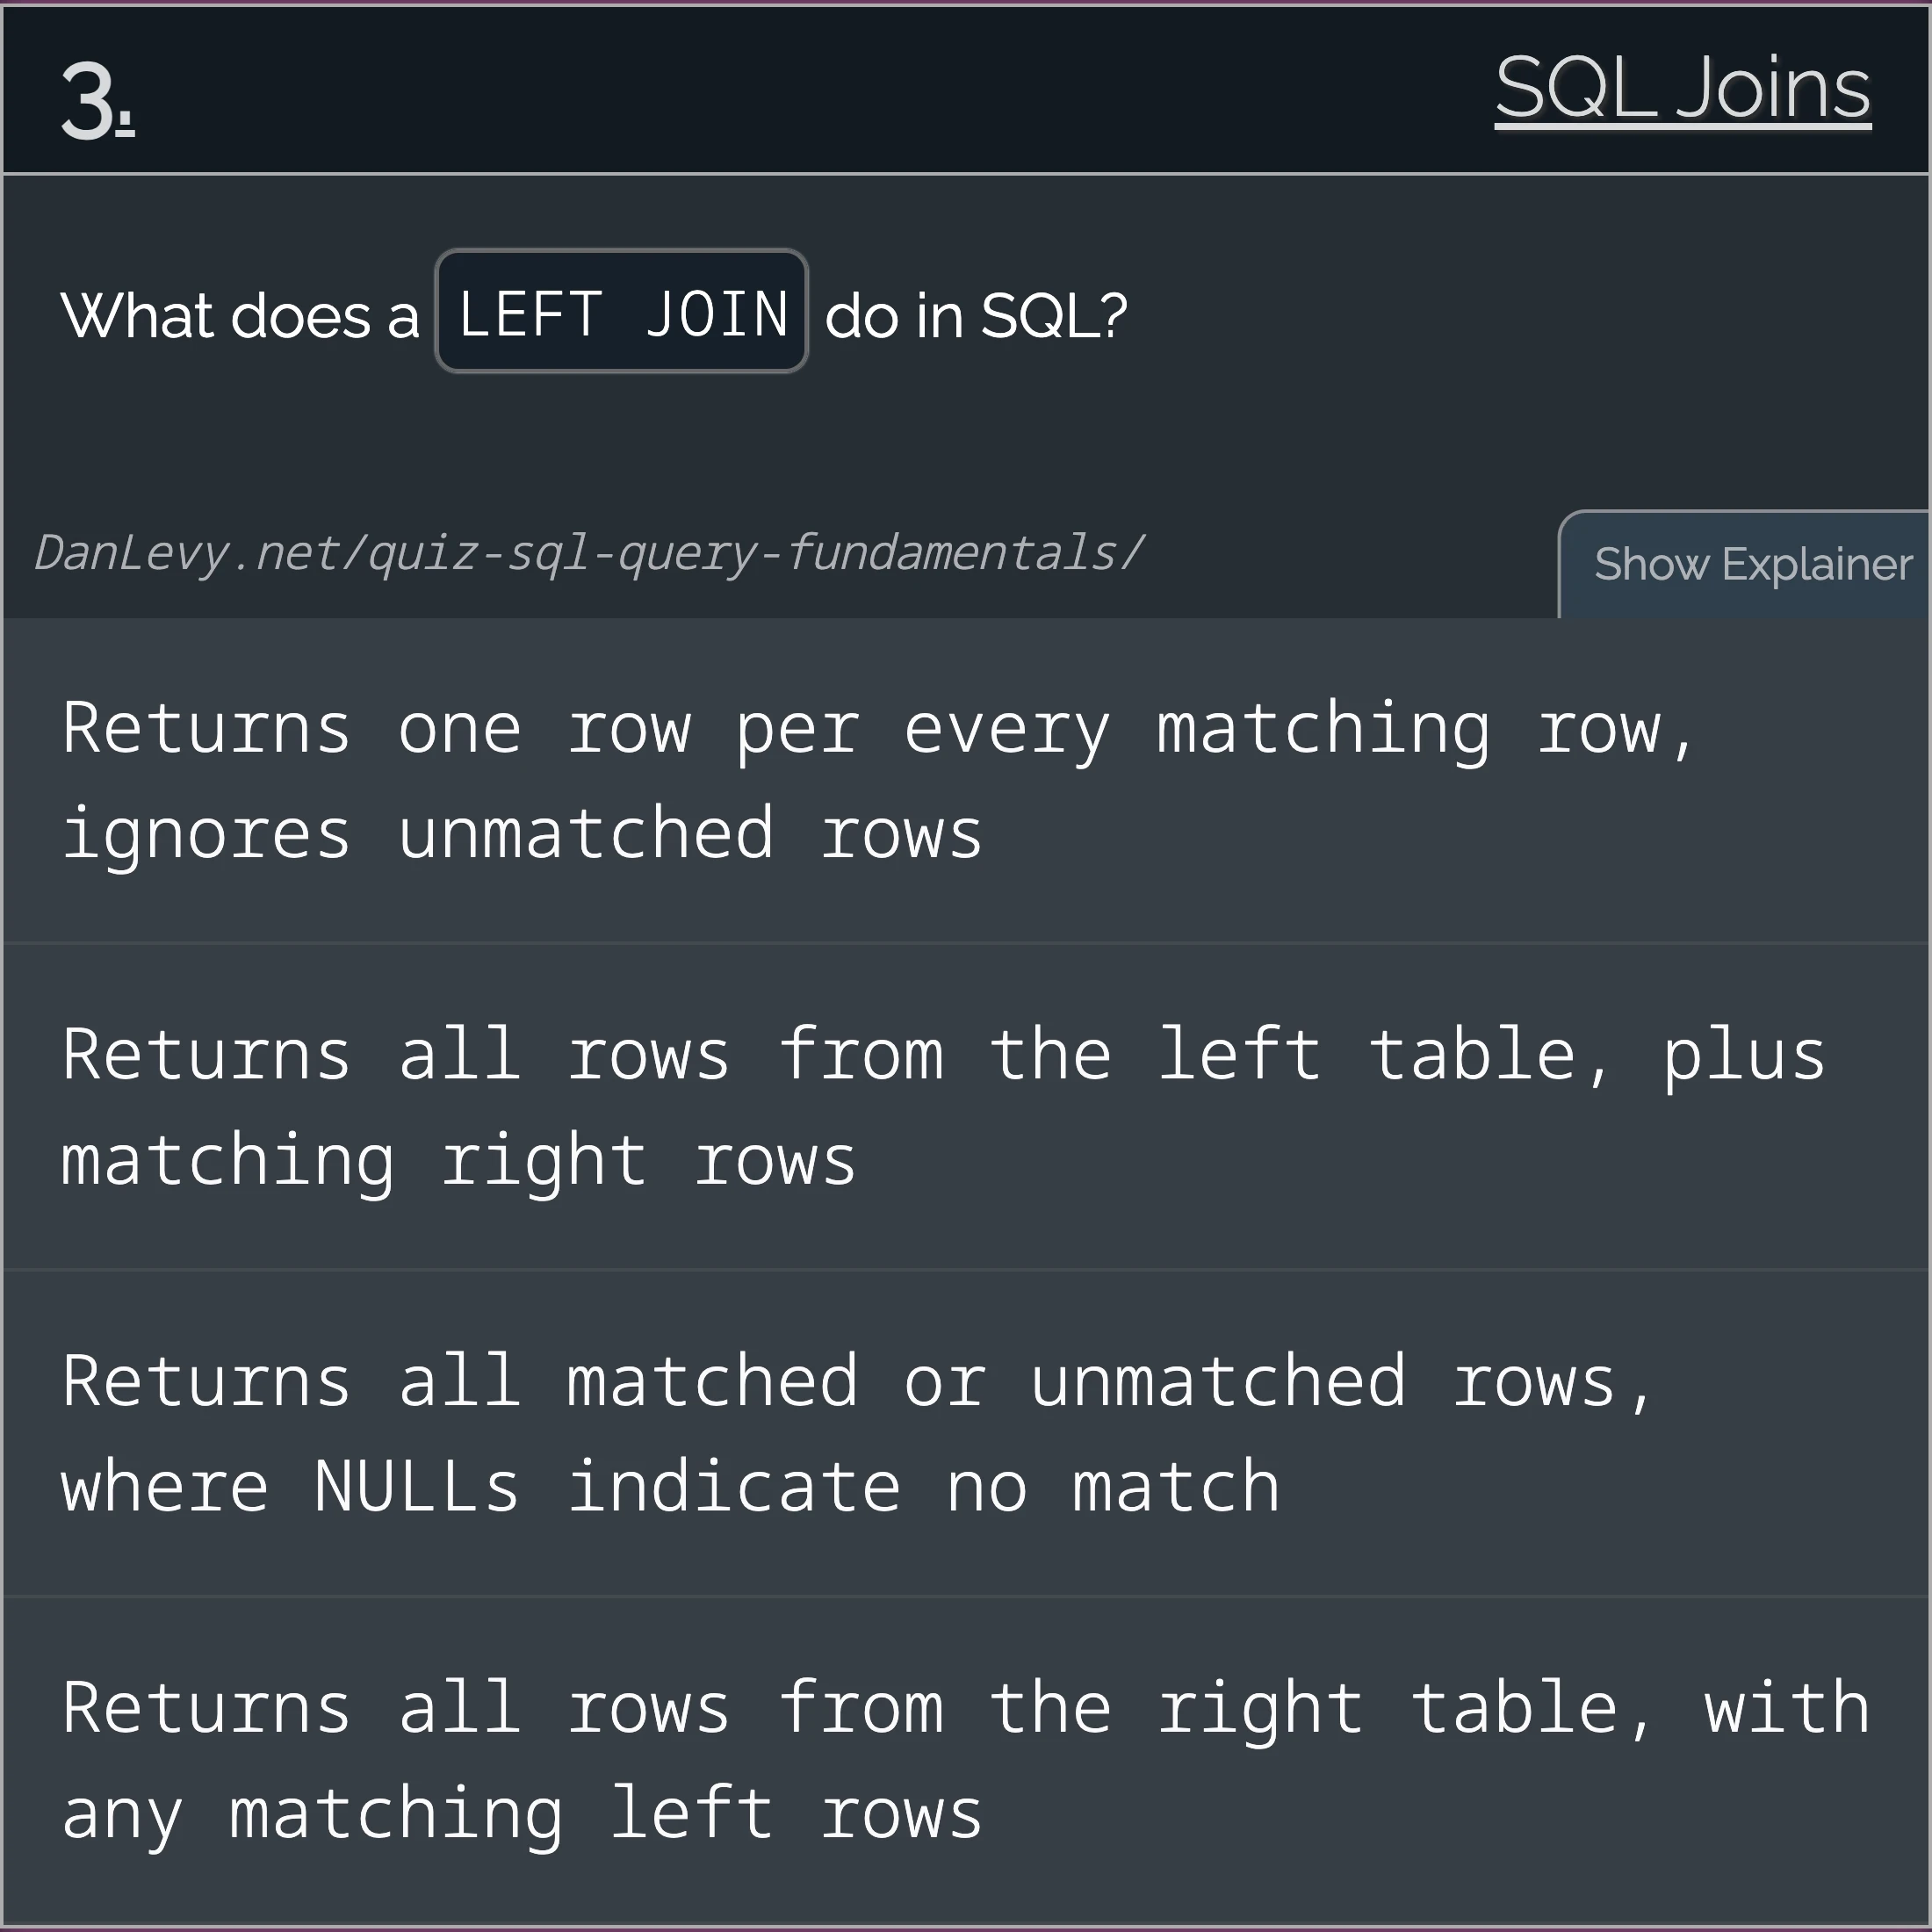 3.
SQL Joins
What does a LEFT JOIN do in SQL?
DanLevy.net/quiz-sql-query-fundamentals/
Show Explainer
Returns one row per every matching row,
ignores unmatched rows
Returns all rows from the left table, plus
matching right rows
Returns all matched or unmatched rows,
where NULLs indicate no match
Returns all rows from the right table, with
any matching left rows